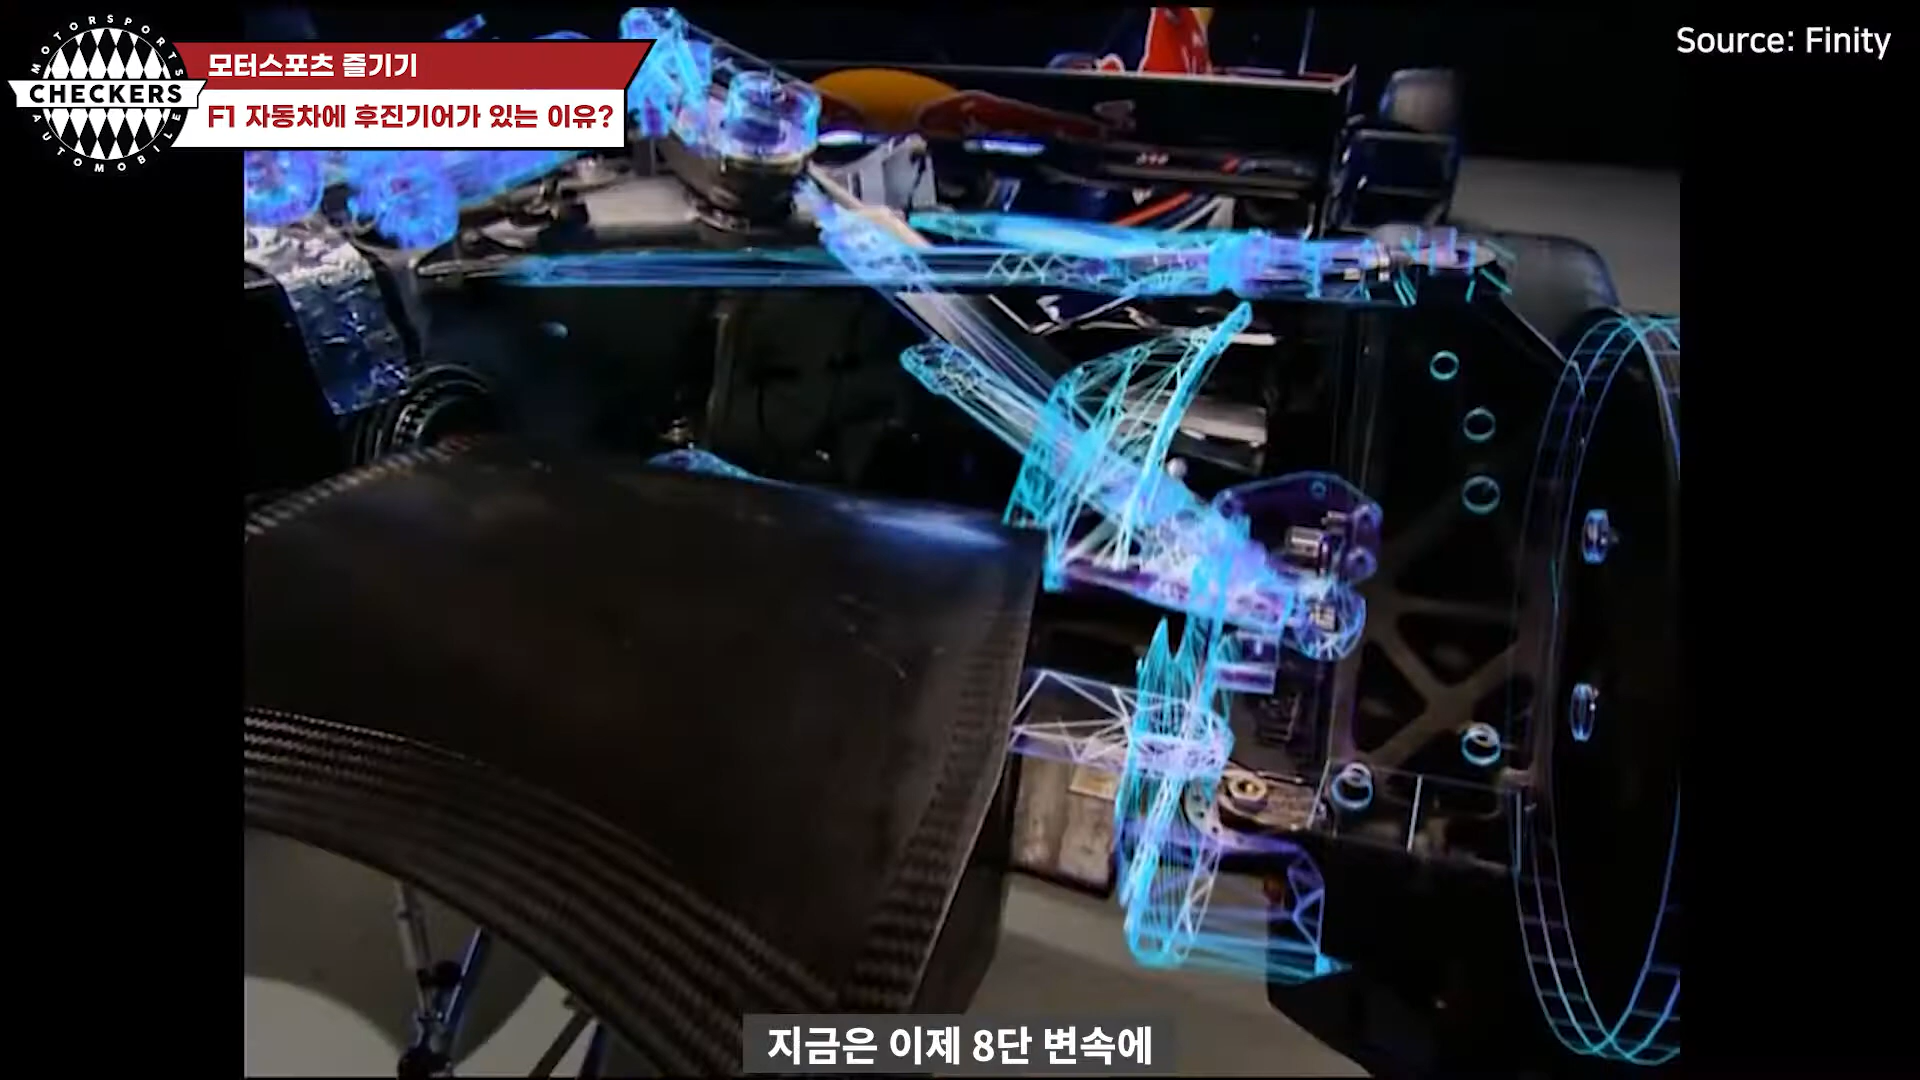 MOTORSPORTS
CHECKERS
AUTOMOBILE
모터스포츠 즐기기
F1 자동차에 후진기어가 있는 이유?
Source: Finity
지금은 이제 8단 변속에